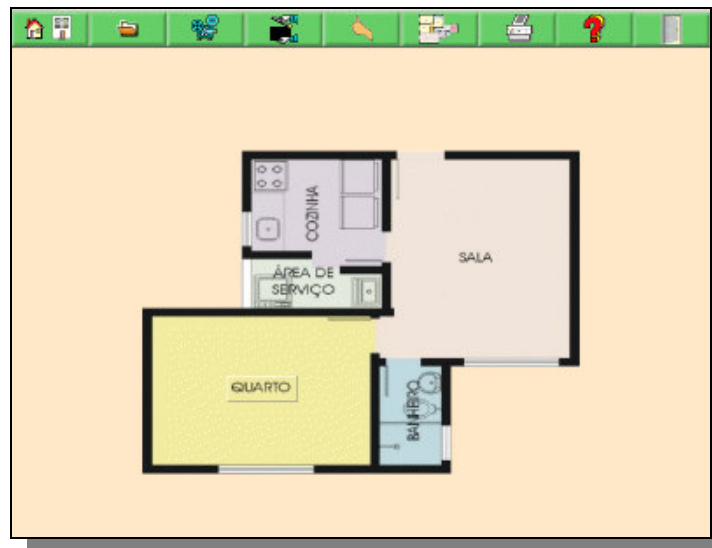 COZINHA
SALA
ÁREA DE
SERVIÇO
QUARTO
BANHEIRO